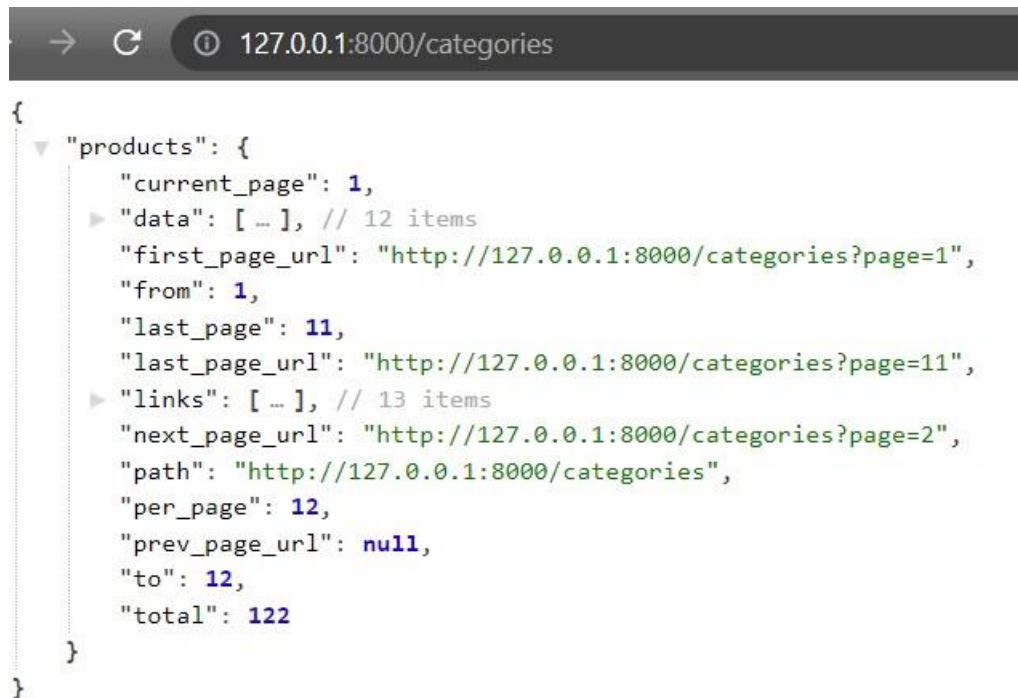 127.0.0.1:8000/categories
{
"products": {
"current_page": 1,
"data": [ … ], // 12 items
"first_page_url": "http://127.0.0.1:8000/categories?page=1",
"from": 1,
"last_page": 11,
"last_page_url": "http://127.0.0.1:8000/categories?page=11",
"links": [ … ], // 13 items
"next_page_url": "http://127.0.0.1:8000/categories?page=2",
"path": "http://127.0.0.1:8000/categories",
"per_page": 12,
"prev_page_url": null,
"to": 12,
"total": 122
}
}